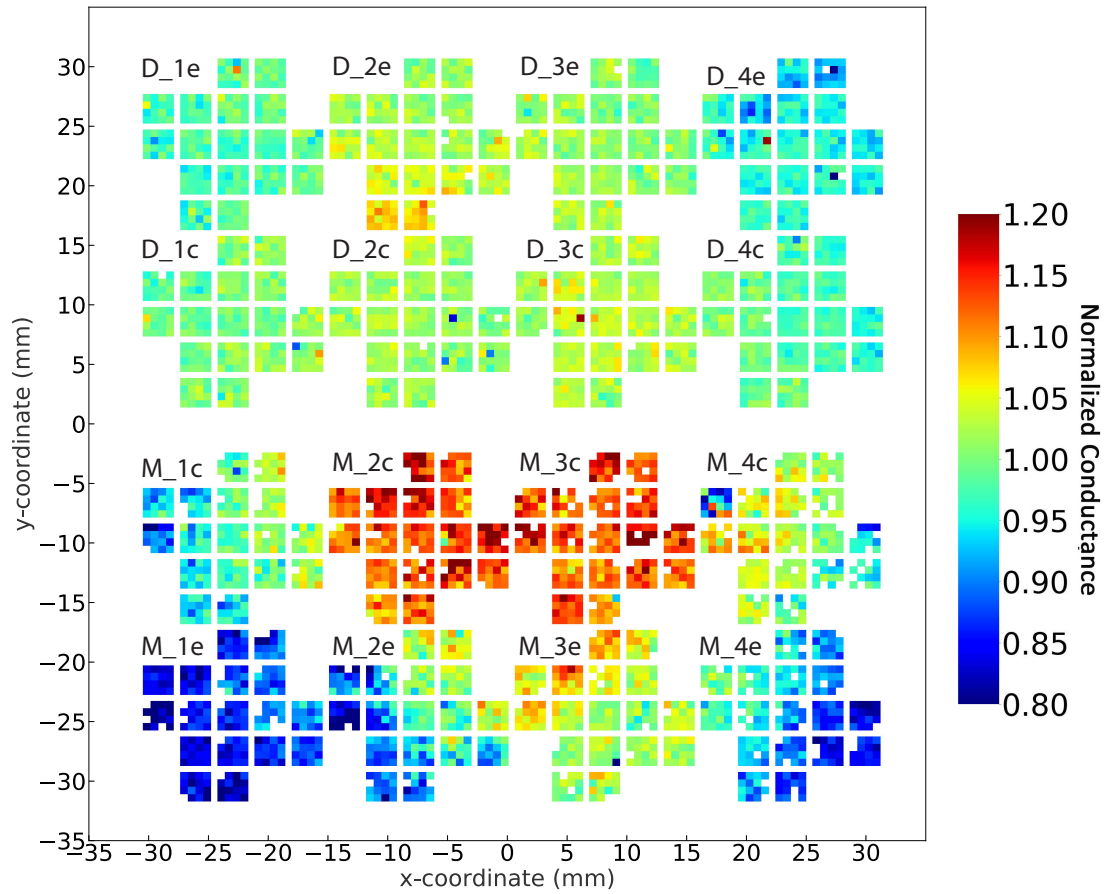 D_1e D_2e D_3e D_4e
D_1c D_2c D_3c D_4c
M_1c M_2c M_3c M_4c
M_1e M_2e M_3e M_4e
30
25
20
15
10
5
0
−5
−10
−15
−20
−25
−30
−35
y-coordinate (mm)
−35 −30 −25 −20 −15 −10 −5 0 5 10 15 20 25 30 35
x-coordinate (mm)
1.20
1.15
1.10
1.05
1.00
0.95
0.90
0.85
0.80
Normalized Conductance